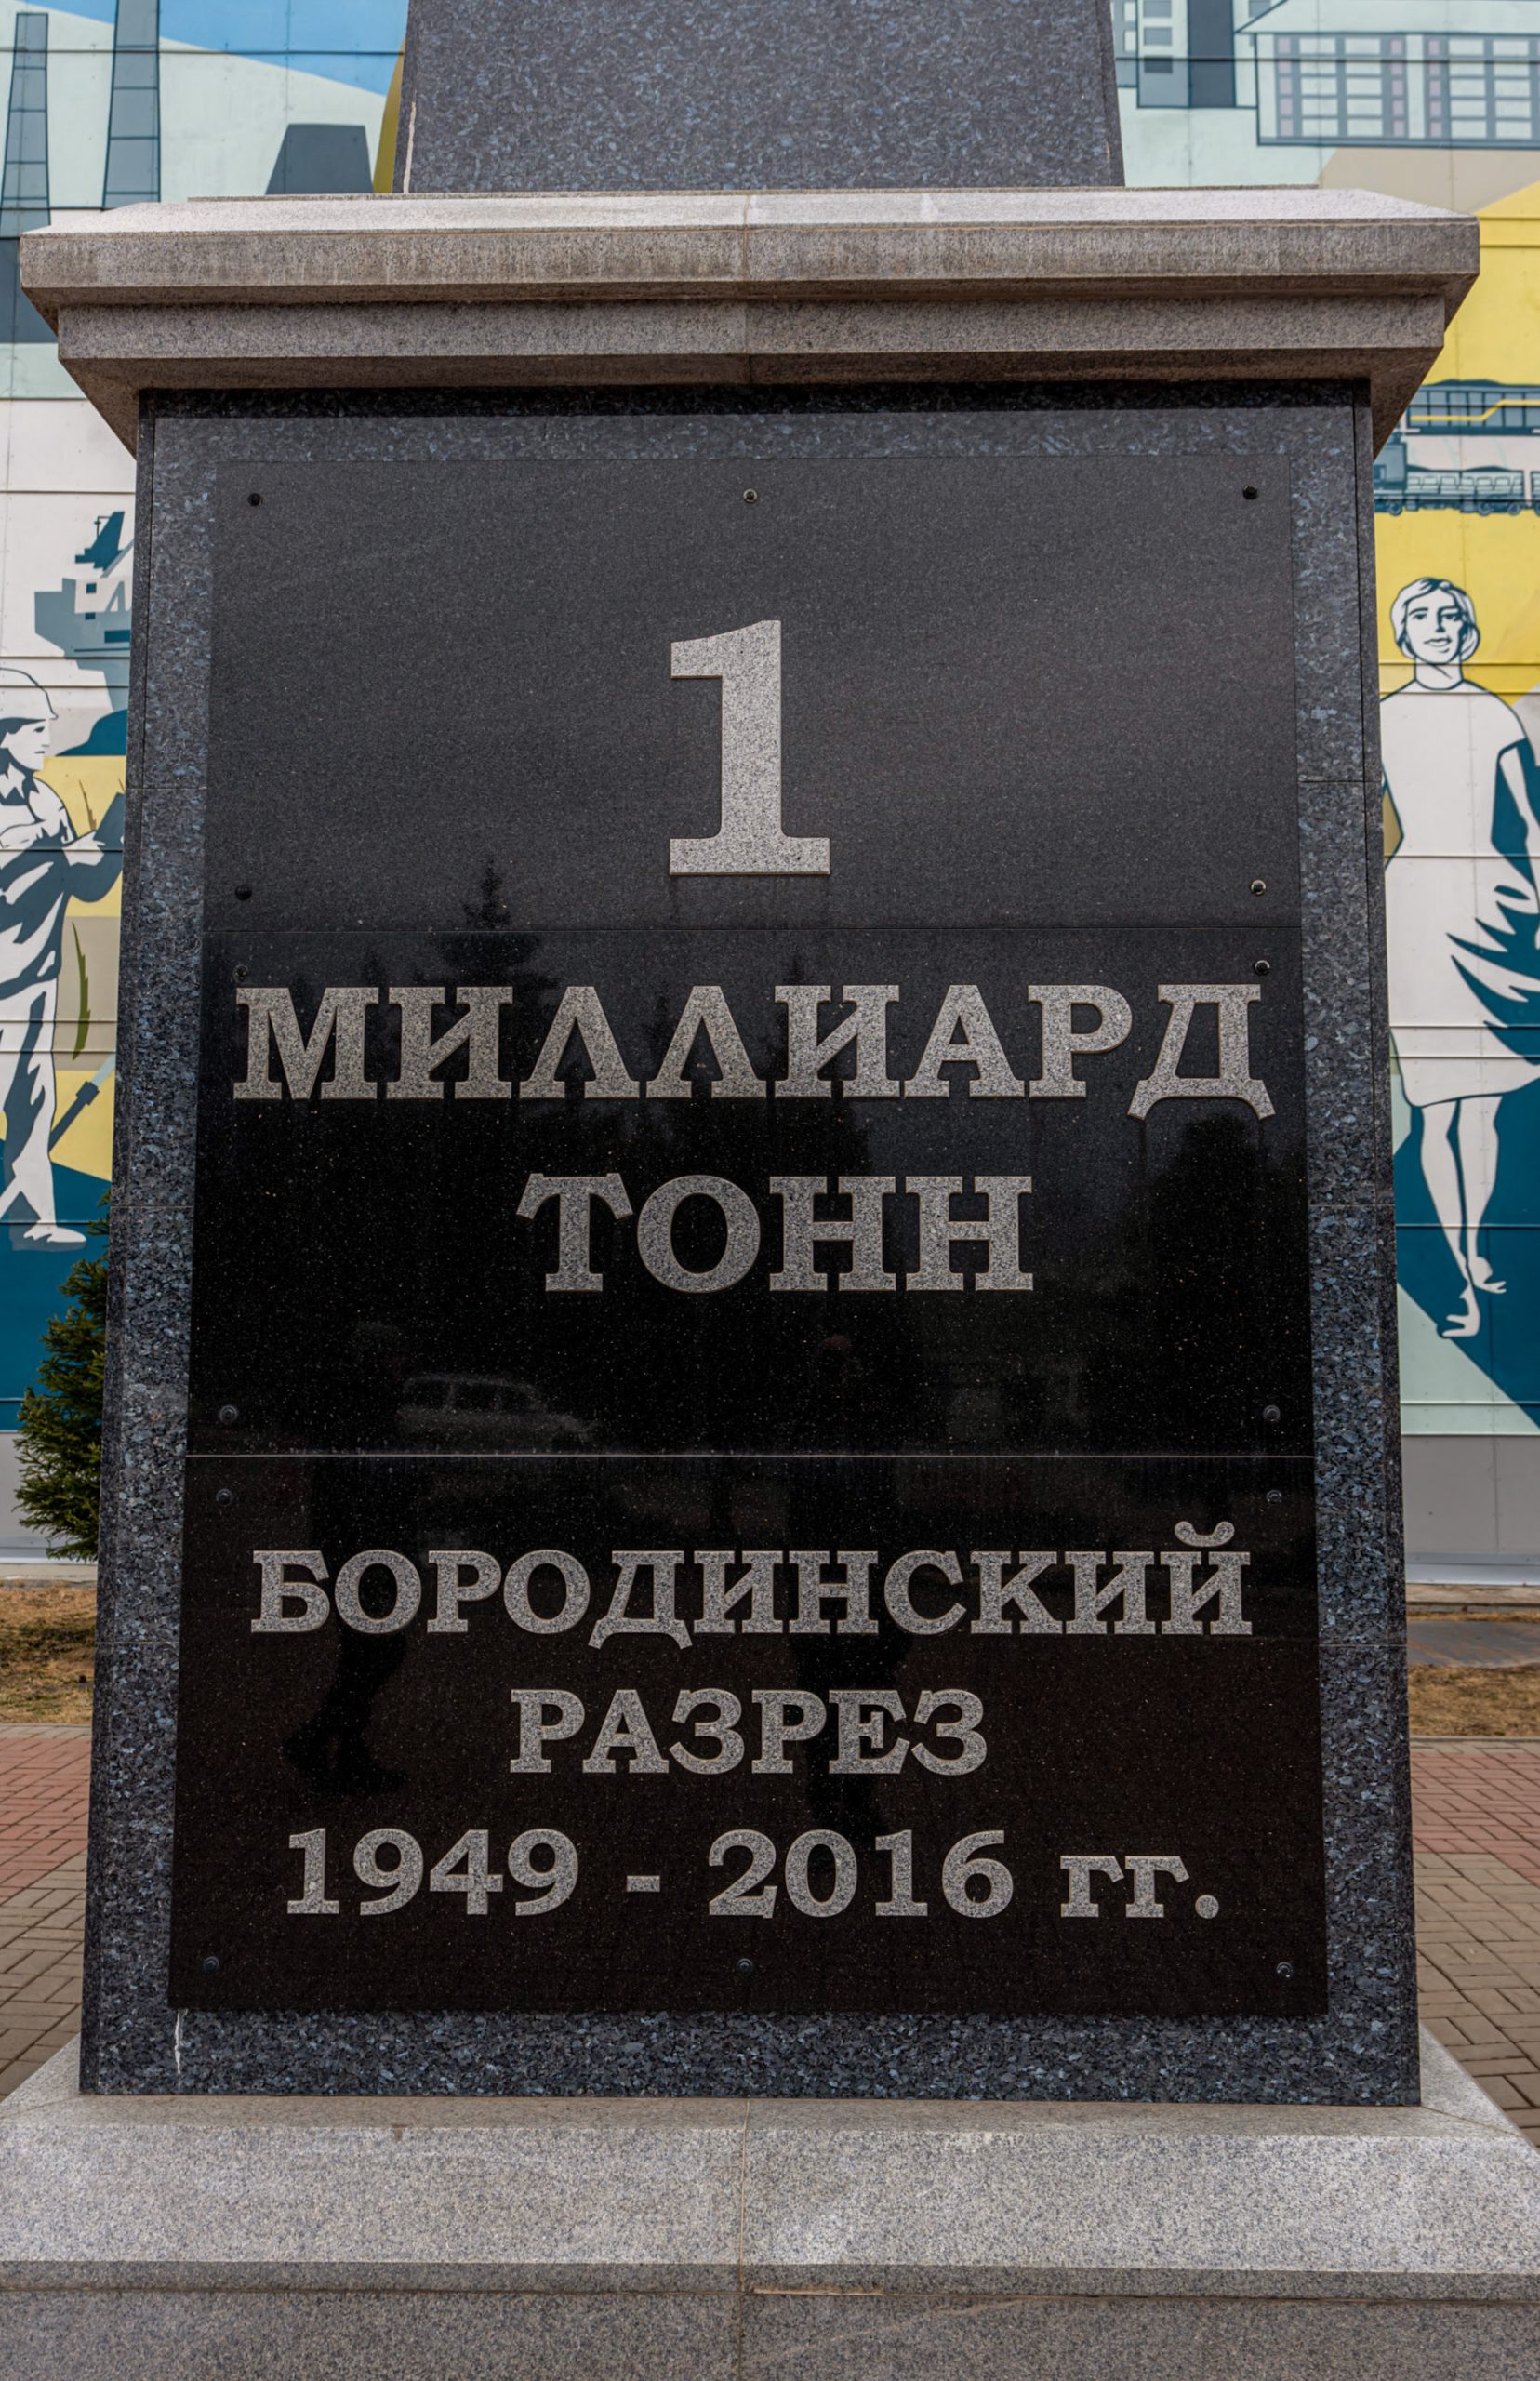 1
МИЛЛИАРД
ТОНН
БОРОДИНСКИЙ
РАЗРЕЗ
1949 - 2016 гг.